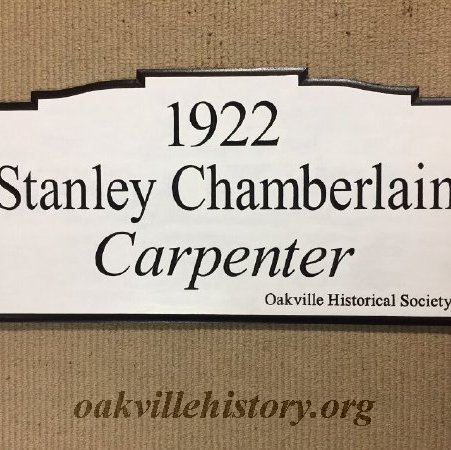 1922
Stanley Chamberlain
Carpenter
Oakville Historical Society
oakvillehistory.org